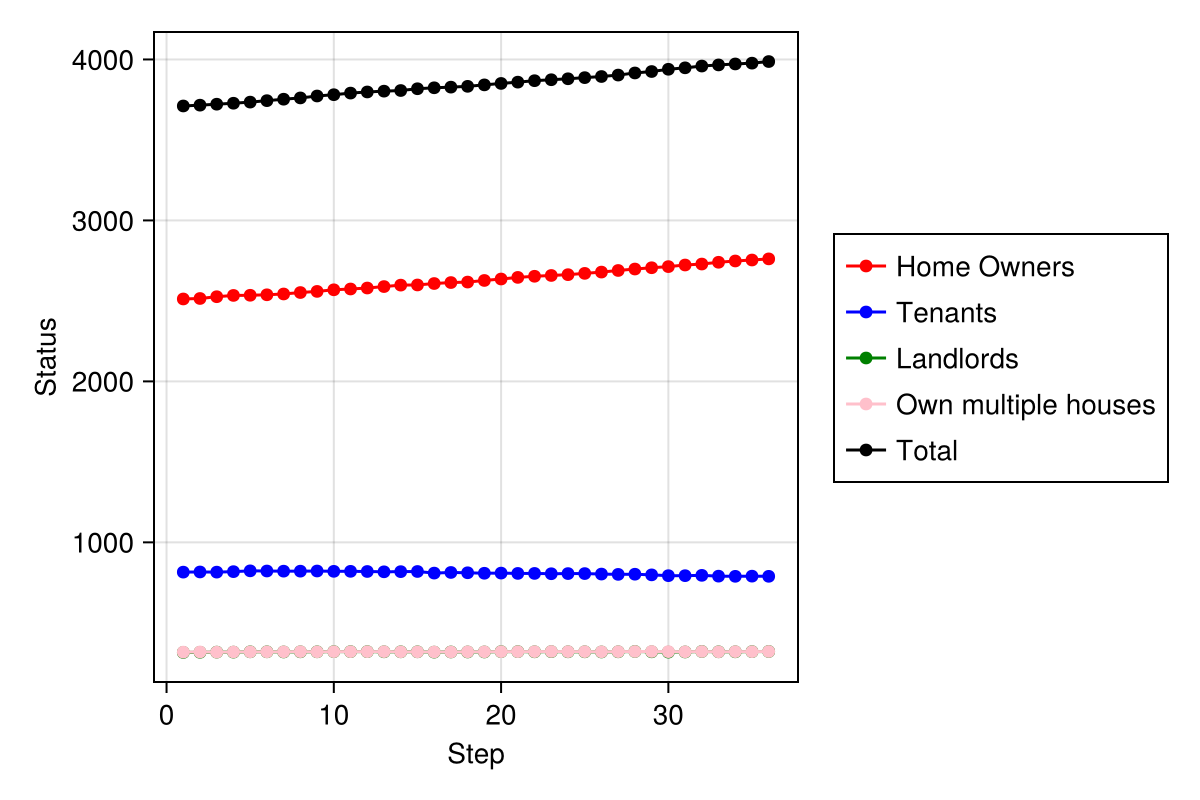 4000
3000
2000
1000
Status
0 10 20 30
Step
Home Owners
Tenants
Landlords
Own multiple houses
Total